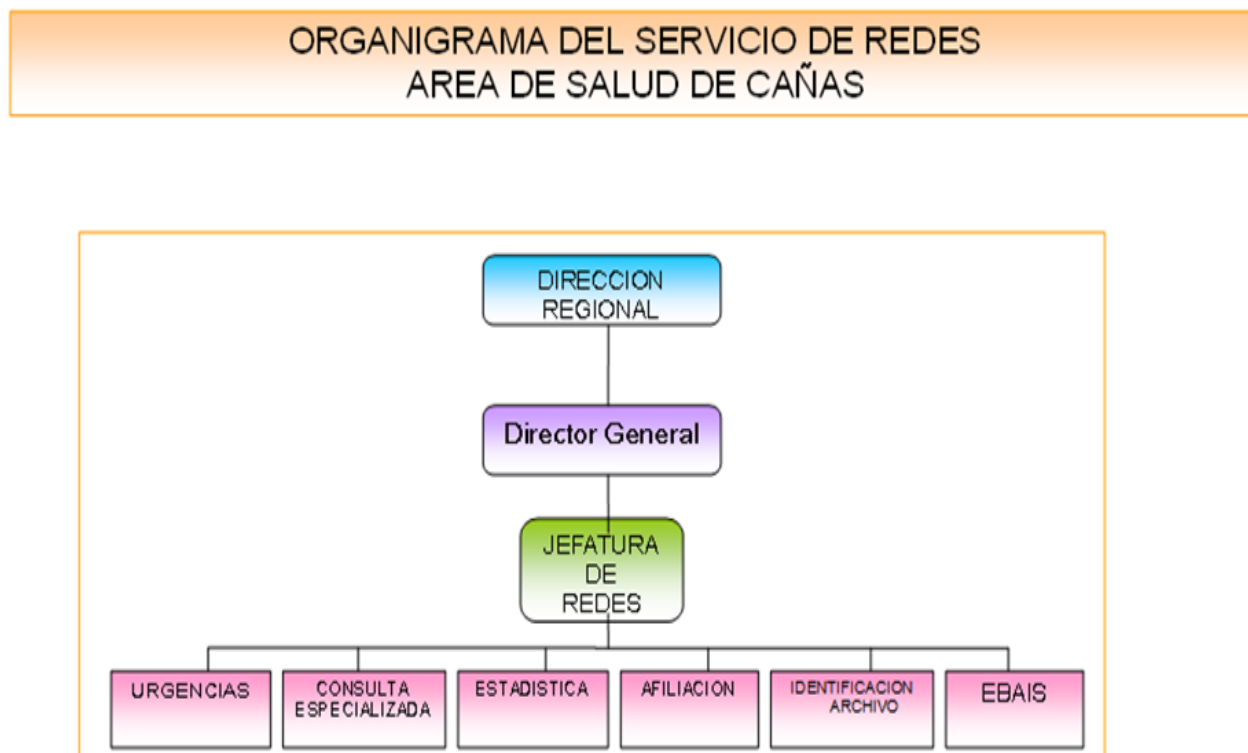 ORGANIGRAMA DEL SERVICIO DE REDES
AREA DE SALUD DE CAÑAS
DIRECCION
REGIONAL
Director General
JEFATURA
DE
REDES
URGENCIAS
CONSULTA
ESPECIALIZADA
ESTADISTICA
AFILIACION
IDENTIFICACION
ARCHIVO
EBAIS